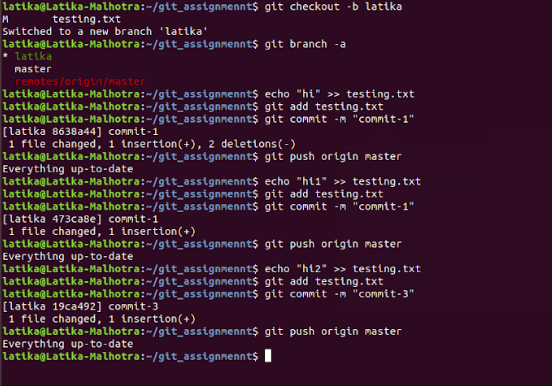 latika@Latika-Malhotra:~/git_assignmennt$ git checkout -b latika
M       testing.txt
Switched to a new branch 'latika'
latika@Latika-Malhotra:~/git_assignmennt$ git branch -a
* latika
  master
  remotes/origin/master
latika@Latika-Malhotra:~/git_assignmennt$ echo "hi" >> testing.txt
latika@Latika-Malhotra:~/git_assignmennt$ git add testing.txt
latika@Latika-Malhotra:~/git_assignmennt$ git commit -m "commit-1"
[latika 8638a44] commit-1
 1 file changed, 1 insertion(+), 2 deletions(-)
latika@Latika-Malhotra:~/git_assignmennt$ git push origin master
Everything up-to-date
latika@Latika-Malhotra:~/git_assignmennt$ echo "hi1" >> testing.txt
latika@Latika-Malhotra:~/git_assignmennt$ git add testing.txt
latika@Latika-Malhotra:~/git_assignmennt$ git commit -m "commit-1"
[latika 473ca8e] commit-1
 1 file changed, 1 insertion(+)
latika@Latika-Malhotra:~/git_assignmennt$ git push origin master
Everything up-to-date
latika@Latika-Malhotra:~/git_assignmennt$ echo "hi2" >> testing.txt
latika@Latika-Malhotra:~/git_assignmennt$ git add testing.txt
latika@Latika-Malhotra:~/git_assignmennt$ git commit -m "commit-3"
[latika 19ca492] commit-3
 1 file changed, 1 insertion(+)
latika@Latika-Malhotra:~/git_assignmennt$ git push origin master
Everything up-to-date
latika@Latika-Malhotra:~/git_assignmennt$